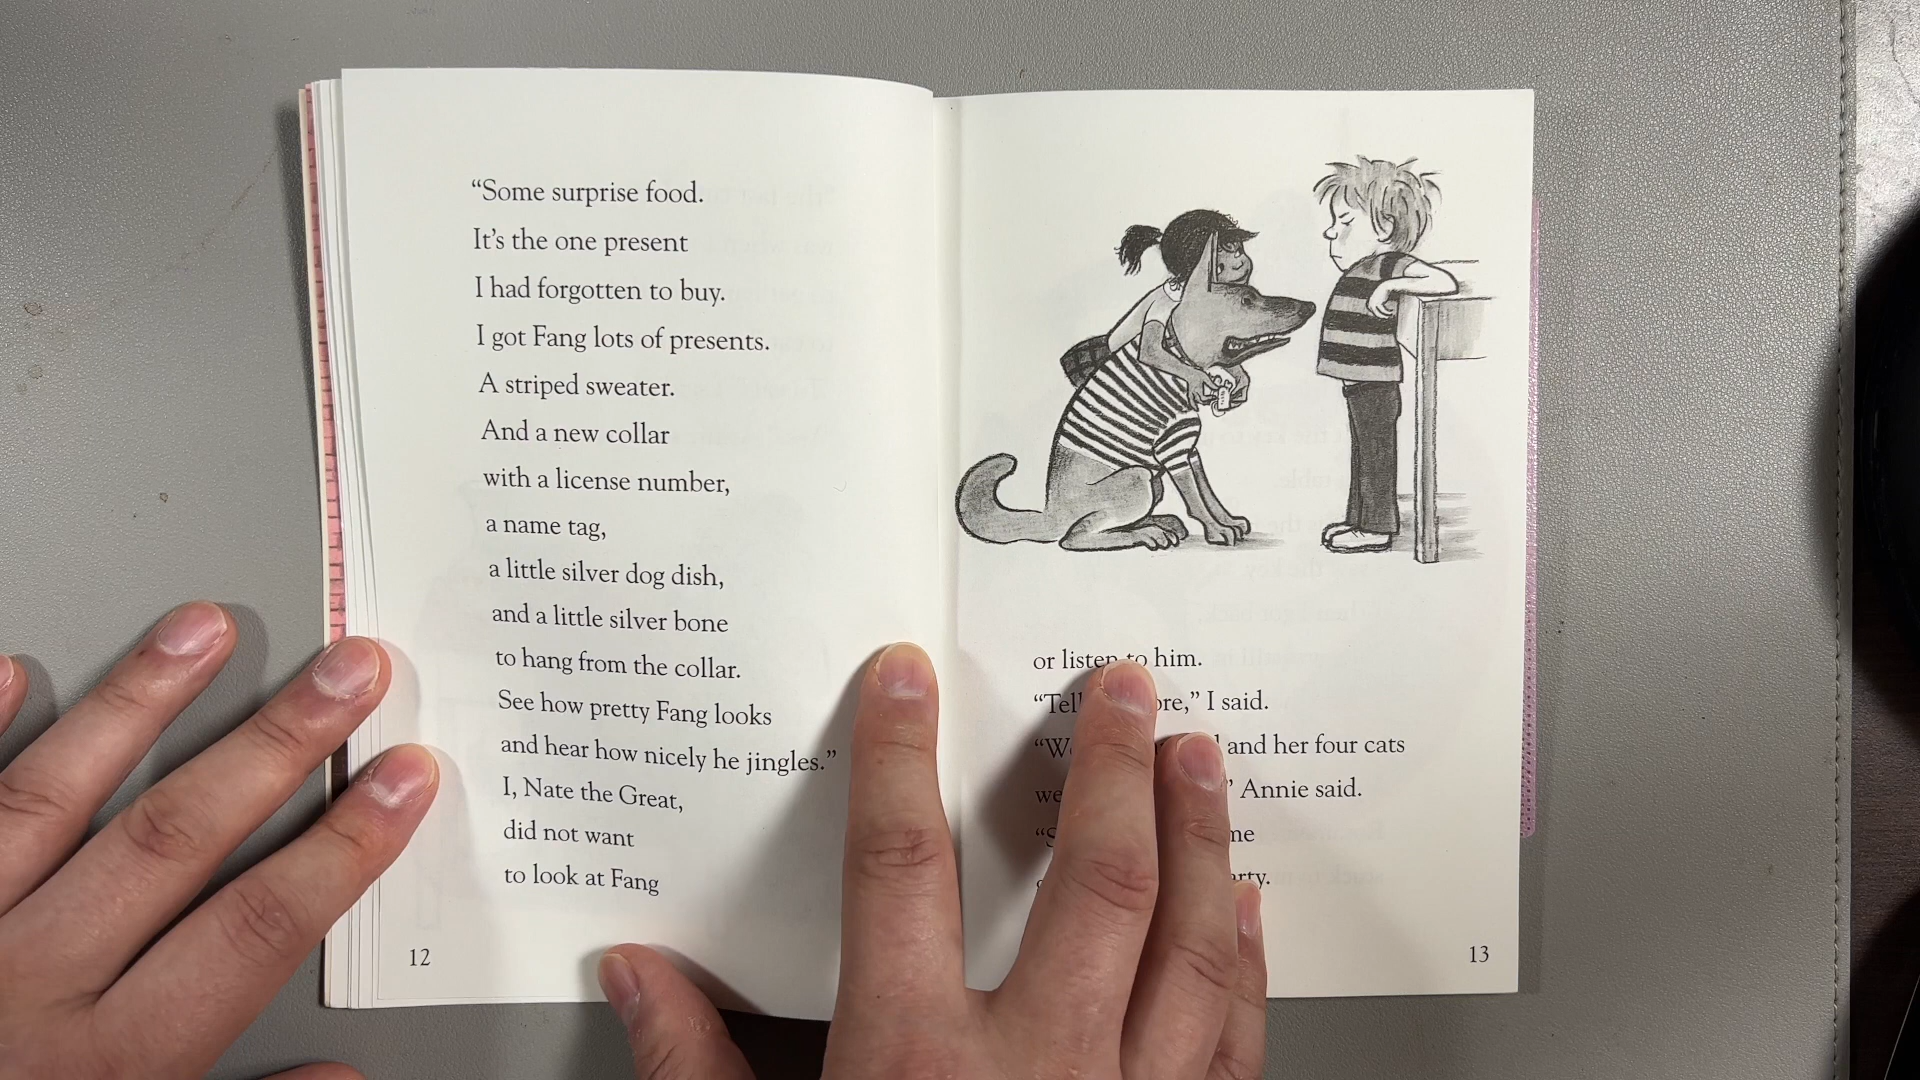 “Some surprise food.
It’s the one present
I had forgotten to buy.
I got Fang lots of presents.
A striped sweater.
And a new collar
with a license number,
a name tag,
a little silver dog dish,
and a little silver bone
to hang from the collar.
See how pretty Fang looks
and hear how nicely he jingles.”
I, Nate the Great,
did not want
to look at Fang
12
or listen to him.
I said.
and her four cats
Annie said.
13